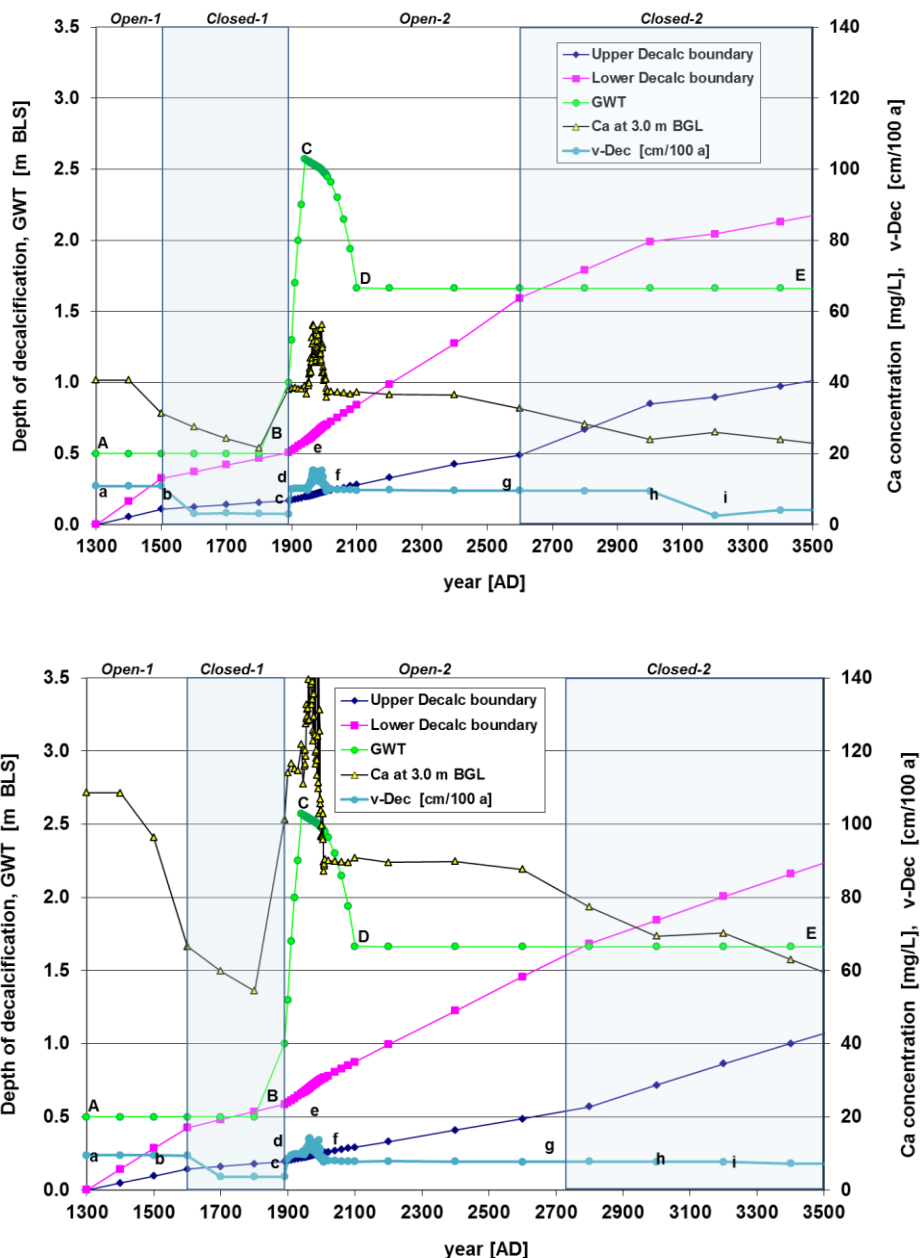 Open-1 Closed-1 Open-2 Closed-2
3.5 140
Upper Decalc boundary
Lower Decalc boundary
GWT
Ca at 3.0 m BGL
v-Dec [cm/100 a]
3.0 120
2.5 C 100
2.0 80
D E
1.5 60
1.0 40
A B
0.5 e 20
a b d f g
c h i
0.0 0
1300 1500 1700 1900 2100 2300 2500 2700 2900 3100 3300 3500
year [AD]
Depth of decalcification, GWT [m BLS]
Ca concentration [mg/L], v-Dec [cm/100 a]
Open-1 Closed-1 Open-2 Closed-2
3.5 140
Upper Decalc boundary
Lower Decalc boundary
GWT
Ca at 3.0 m BGL
v-Dec [cm/100 a]
3.0 120
2.5 C 100
2.0 80
D E
1.5 60
1.0 40
A B
0.5 e 20
a b d f g
c h i
0.0 0
1300 1500 1700 1900 2100 2300 2500 2700 2900 3100 3300 3500
year [AD]
Depth of decalcification, GWT [m BLS]
Ca concentration [mg/L], v-Dec [cm/100 a]